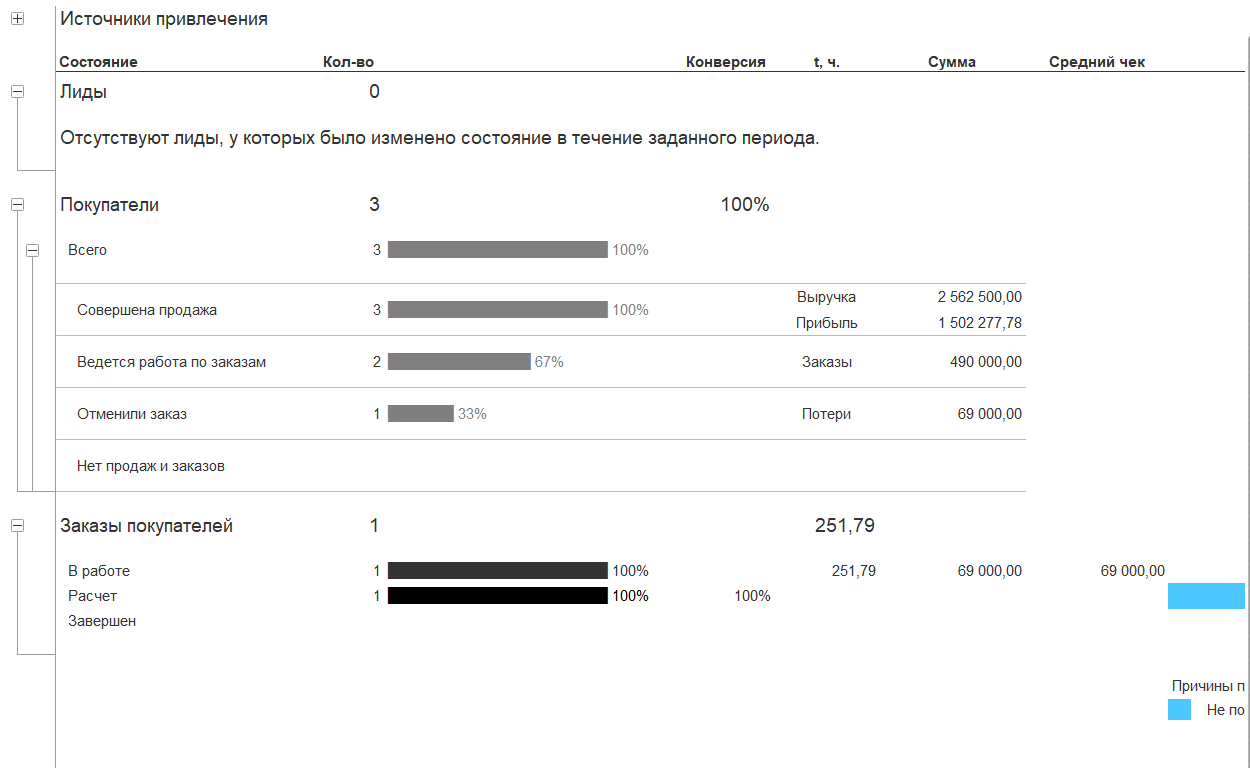 Источники привлечения
Состояние Кол-во Конверсия t, ч. Сумма Средний чек
Лиды 0
Отсутствуют лиды, у которых было изменено состояние в течение заданного периода.
Покупатели 3 100%
Всего 3 100%
Совершена продажа 3 100% Выручка 2 562 500,00
Прибыль 1 502 277,78
Ведется работа по заказам 2 67% Заказы 490 000,00
Отменили заказ 1 33% Потери 69 000,00
Нет продаж и заказов
Заказы покупателей 1 251,79
В работе 1 100% 251,79 69 000,00 69 000,00
Расчет 1 100% 100%
Завершен
Причины п
Не по